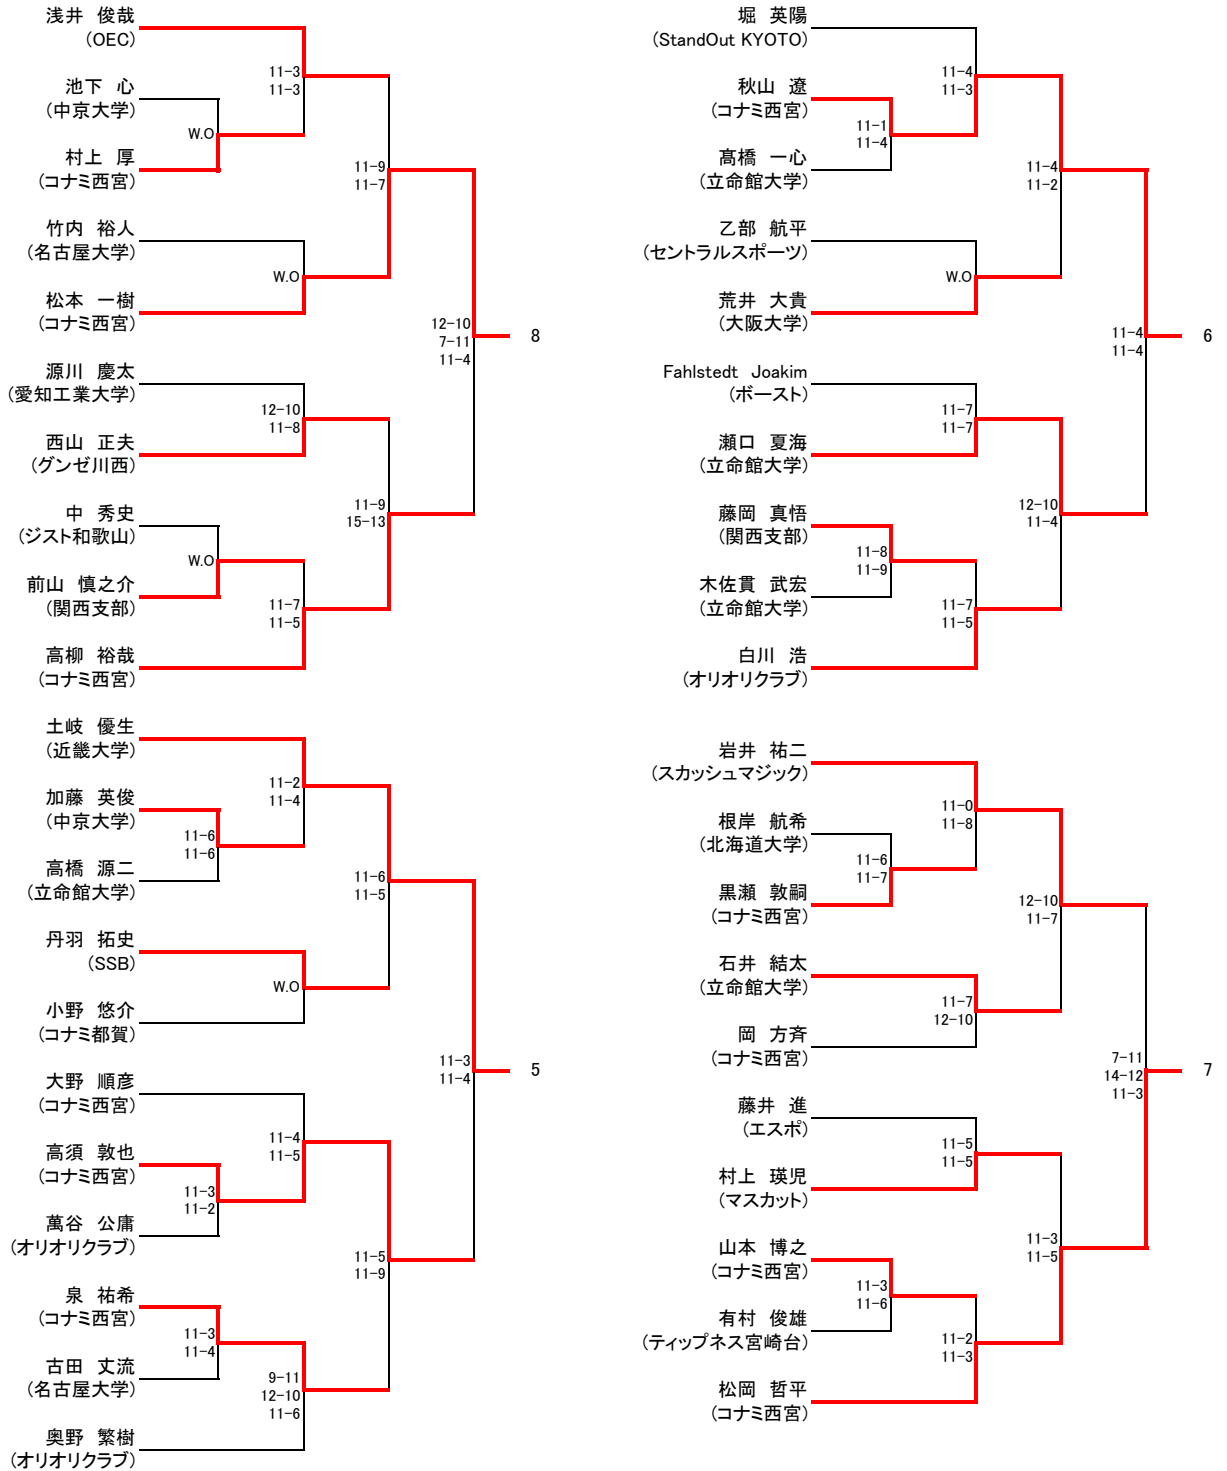 浅井 俊哉
(OEC)
11-3
11-3
池下 心
(中京大学)
W.O
村上 厚
(コナミ西宮)
11-9
11-7
竹内 裕人
(名古屋大学)
W.O
松本 一樹
(コナミ西宮)
12-10
7-11
11-4
8
源川 慶太
(愛知工業大学)
12-10
11-8
西山 正夫
(グンゼ川西)
11-9
15-13
中 秀史
(ジスト和歌山)
W.O
前山 慎之介
(関西支部)
11-7
11-5
高柳 裕哉
(コナミ西宮)
土岐 優生
(近畿大学)
11-2
11-4
加藤 英俊
(中京大学)
11-6
11-6
高橋 源二
(立命館大学)
11-6
11-5
丹羽 拓史
(SSB)
W.O
小野 悠介
(コナミ都賀)
11-3
11-4
5
大野 順彦
(コナミ西宮)
11-4
11-5
高須 敦也
(コナミ西宮)
11-3
11-2
萬谷 公庸
(オリオリクラブ)
11-5
11-9
泉 祐希
(コナミ西宮)
11-3
11-4
古田 丈流
(名古屋大学)
9-11
12-10
11-6
奥野 繁樹
(オリオリクラブ)
堀 英陽
(StandOut KYOTO)
11-4
11-3
秋山 遼
(コナミ西宮)
11-1
11-4
髙橋 一心
(立命館大学)
11-4
11-2
乙部 航平
(セントラルスポーツ)
W.O
荒井 大貴
(大阪大学)
11-4
11-4
6
Fahlstedt Joakim
(ボースト)
11-7
11-7
瀬口 夏海
(立命館大学)
12-10
11-4
藤岡 真悟
(関西支部)
11-8
11-9
木佐貫 武宏
(立命館大学)
11-7
11-5
白川 浩
(オリオリクラブ)
岩井 祐二
(スカッシュマジック)
11-0
11-8
根岸 航希
(北海道大学)
11-6
11-7
黒瀬 敦嗣
(コナミ西宮)
12-10
11-7
石井 結太
(立命館大学)
11-7
12-10
岡 方斉
(コナミ西宮)
7-11
14-12
11-3
7
藤井 進
(エスポ)
11-5
11-5
村上 瑛児
(マスカット)
11-3
11-5
山本 博之
(コナミ西宮)
11-3
11-6
有村 俊雄
(ティップネス宮崎台)
11-2
11-3
松岡 哲平
(コナミ西宮)